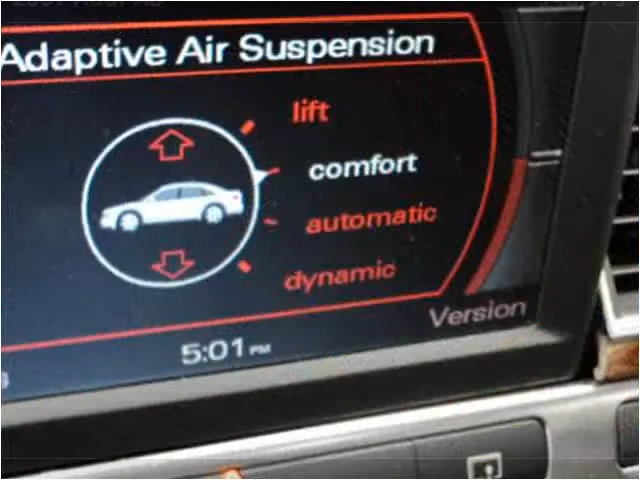 Adaptive Air Suspension
lift
comfort
automatic
dynamic
Version
5:01 PM